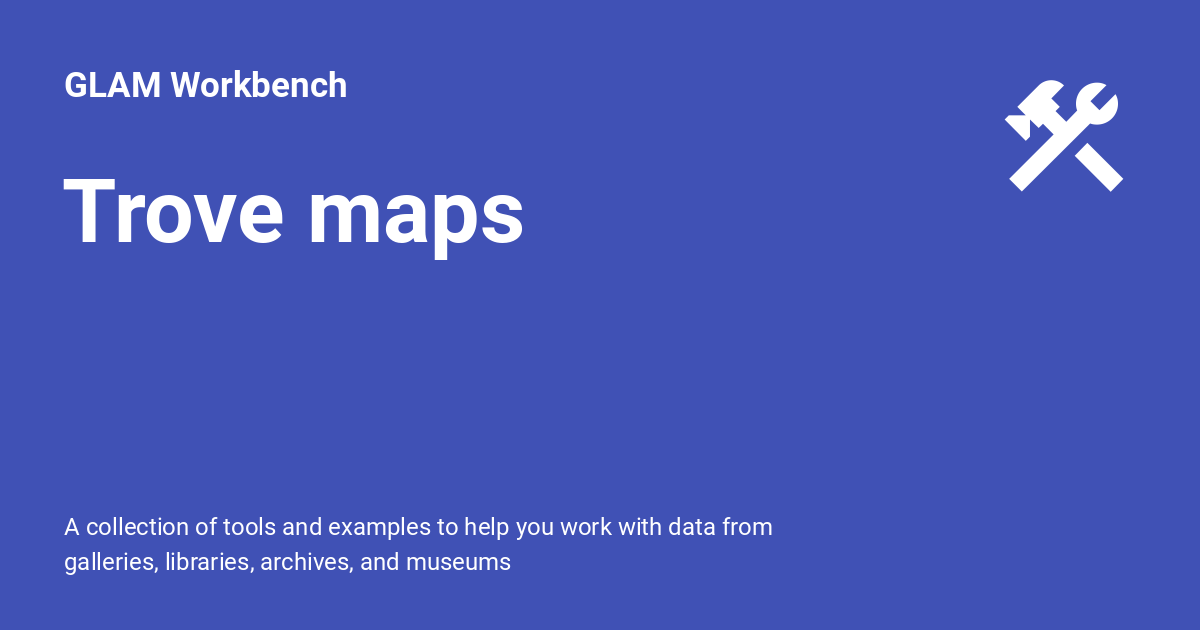 GLAM Workbench
Trove maps
A collection of tools and examples to help you work with data from
galleries, libraries, archives, and museums